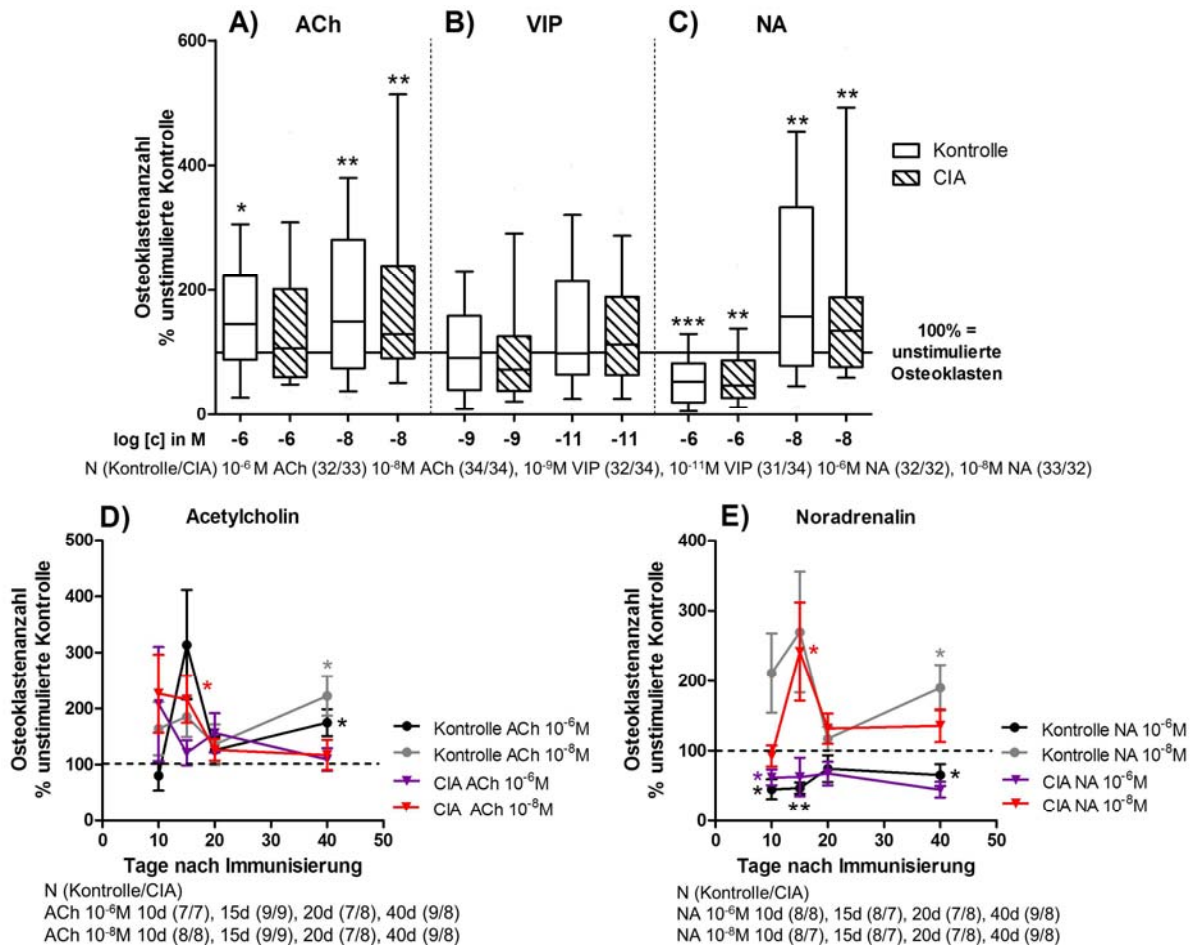 A) ACh B) VIP C) NA
Osteoklastenanzahl
% unstimulierte Kontrolle
600
400
200
0
* ** ** *** ** ** **
Kontrolle
CIA
100% =
unstimulierte
Osteoklasten
log [c] in M -6 -6 -8 -8 -9 -9 -11 -11 -6 -6 -8 -8
N (Kontrolle/CIA) 10⁻⁶ M ACh (32/33) 10⁻⁸M ACh (34/34), 10⁻⁹M VIP (32/34), 10⁻¹¹M VIP (31/34) 10⁻⁶M NA (32/32), 10⁻⁸M NA (33/32)
D) Acetylcholin
Osteoklastenanzahl
% unstimulierte Kontrolle
500
400
300
200
100
0
* * *
0 10 20 30 40 50
Tage nach Immunisierung
Kontrolle ACh 10⁻⁶M
Kontrolle ACh 10⁻⁸M
CIA ACh 10⁻⁶M
CIA ACh 10⁻⁸M
N (Kontrolle/CIA)
ACh 10⁻⁶M 10d (7/7), 15d (9/9), 20d (7/8), 40d (9/8)
ACh 10⁻⁸M 10d (8/8), 15d (9/9), 20d (7/8), 40d (9/8)
E) Noradrenalin
Osteoklastenanzahl
% unstimulierte Kontrolle
400
300
200
100
0
* * * * ** *
0 10 20 30 40 50
Tage nach Immunisierung
Kontrolle NA 10⁻⁶M
Kontrolle NA 10⁻⁸M
CIA NA 10⁻⁶M
CIA NA 10⁻⁸M
N (Kontrolle/CIA)
NA 10⁻⁶M 10d (8/8), 15d (8/7), 20d (7/8), 40d (9/8)
NA 10⁻⁸M 10d (8/7), 15d (8/7), 20d (7/8), 40d (9/8)